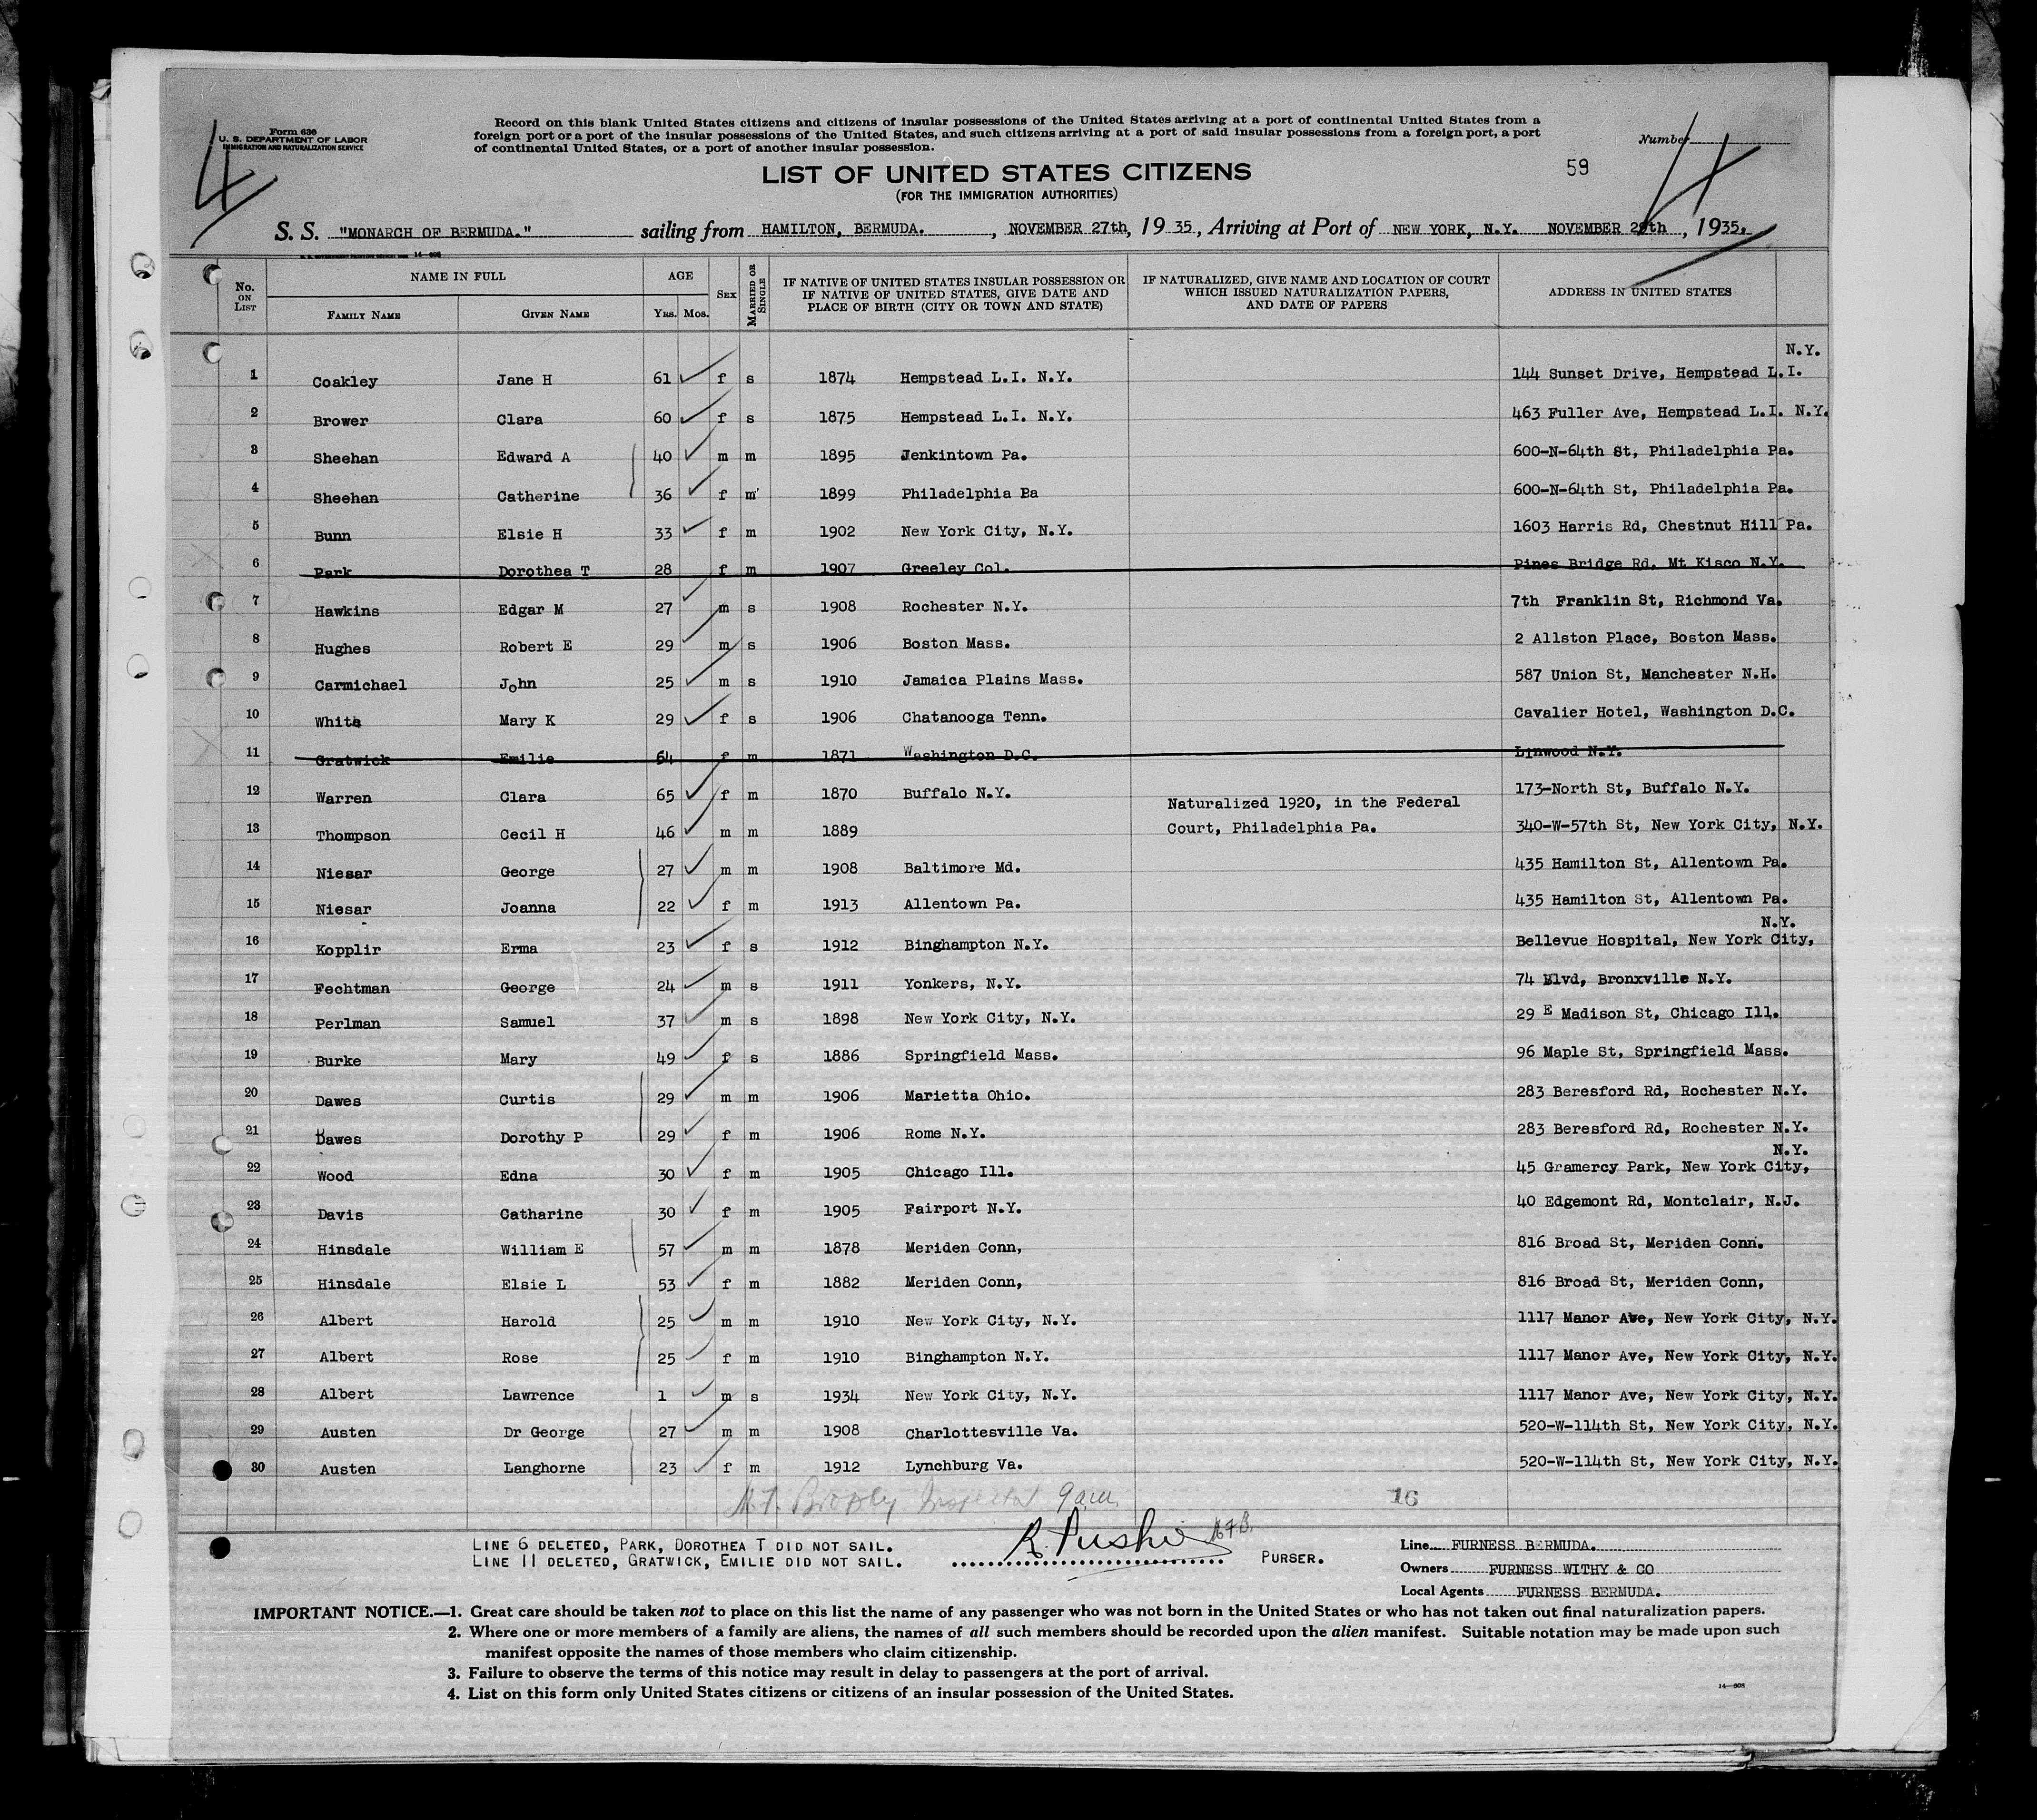 Form 630
U. S. DEPARTMENT OF LABOR
IMMIGRATION AND NATURALIZATION SERVICE
4
Record on this blank United States citizens and citizens of insular possessions of the United States arriving at a port of continental United States from a
foreign port or a port of the insular possessions of the United States, and such citizens arriving at a port of said insular possessions from a foreign port, a port
of continental United States, or a port of another insular possession.
Number
4
59
LIST OF UNITED STATES CITIZENS
(FOR THE IMMIGRATION AUTHORITIES)
S. S. "MONARCH OF BERMUDA." sailing from HAMILTON, BERMUDA. , NOVEMBER 27th, 19 35, Arriving at Port of NEW YORK, N.Y. NOVEMBER 29th , 1935.
No. ON LIST NAME IN FULL FAMILY NAME GIVEN NAME AGE YRS. MOS. SEX MARRIED OR SINGLE IF NATIVE OF UNITED STATES INSULAR POSSESSION OR IF NATIVE OF UNITED STATES, GIVE DATE AND PLACE OF BIRTH (CITY OR TOWN AND STATE) IF NATURALIZED, GIVE NAME AND LOCATION OF COURT WHICH ISSUED NATURALIZATION PAPERS, AND DATE OF PAPERS ADDRESS IN UNITED STATES
1 Coakley Jane H 61 f s 1874 Hempstead L.I. N.Y. 144 Sunset Drive, Hempstead L.I. N.Y.
2 Brower Clara 60 f s 1875 Hempstead L.I. N.Y. 463 Fuller Ave, Hempstead L.I. N.Y.
3 Sheehan Edward A 40 m m 1895 Jenkintown Pa. 600-N-64th St, Philadelphia Pa.
4 Sheehan Catherine 36 f m 1899 Philadelphia Pa 600-N-64th St, Philadelphia Pa.
5 Bunn Elsie H 33 f m 1902 New York City, N.Y. 1603 Harris Rd, Chestnut Hill Pa.
6 Park Dorothea T 28 f m 1907 Greeley Col. Pines Bridge Rd, Mt Kisco N.Y.
7 Hawkins Edgar M 27 m s 1908 Rochester N.Y. 7th Franklin St, Richmond Va.
8 Hughes Robert E 29 m s 1906 Boston Mass. 2 Allston Place, Boston Mass.
9 Carmichael John 25 m s 1910 Jamaica Plains Mass. 587 Union St, Manchester N.H.
10 White Mary K 29 f s 1906 Chatanooga Tenn. Cavalier Hotel, Washington D.C.
11 Gratwick Emilie 64 f m 1871 Washington D.C. Linwood N.Y.
12 Warren Clara 65 f m 1870 Buffalo N.Y. 173-North St, Buffalo N.Y.
13 Thompson Cecil H 46 m m 1889 Naturalized 1920, in the Federal Court, Philadelphia Pa. 340-W-57th St, New York City, N.Y.
14 Niesar George 27 m m 1908 Baltimore Md. 435 Hamilton St, Allentown Pa.
15 Niesar Joanna 22 f m 1913 Allentown Pa. 435 Hamilton St, Allentown Pa.
16 Kopplir Erma 23 f s 1912 Binghampton N.Y. Bellevue Hospital, New York City, N.Y.
17 Fechtman George 24 m s 1911 Yonkers, N.Y. 74 Blvd, Bronxville N.Y.
18 Perlman Samuel 37 m s 1898 New York City, N.Y. 29 E Madison St, Chicago Ill.
19 Burke Mary 49 f s 1886 Springfield Mass. 96 Maple St, Springfield Mass.
20 Dawes Curtis 29 m m 1906 Marietta Ohio. 283 Beresford Rd, Rochester N.Y.
21 Dawes Dorothy P 29 f m 1906 Rome N.Y. 283 Beresford Rd, Rochester N.Y.
22 Wood Edna 30 f m 1905 Chicago Ill. 45 Gramercy Park, New York City, N.Y.
23 Davis Catharine 30 f m 1905 Fairport N.Y. 40 Edgemont Rd, Montclair, N.J.
24 Hinsdale William E 57 m m 1878 Meriden Conn, 816 Broad St, Meriden Conn.
25 Hinsdale Elsie L 53 f m 1882 Meriden Conn, 816 Broad St, Meriden Conn,
26 Albert Harold 25 m m 1910 New York City, N.Y. 1117 Manor Ave, New York City, N.Y.
27 Albert Rose 25 f m 1910 Binghampton N.Y. 1117 Manor Ave, New York City, N.Y.
28 Albert Lawrence 1 m s 1934 New York City, N.Y. 1117 Manor Ave, New York City, N.Y.
29 Austen Dr George 27 m m 1908 Charlottesville Va. 520-W-114th St, New York City, N.Y.
30 Austen Langhorne 23 f m 1912 Lynchburg Va. 520-W-114th St, New York City, N.Y.
Brophy Inspector 9 a.m. 16
LINE 6 DELETED, PARK, DOROTHEA T DID NOT SAIL.
LINE 11 DELETED, GRATWICK, EMILIE DID NOT SAIL.
PURSER.
Line FURNESS BERMUDA.
Owners FURNESS WITHY & CO
Local Agents FURNESS BERMUDA.
IMPORTANT NOTICE.—1. Great care should be taken not to place on this list the name of any passenger who was not born in the United States or who has not taken out final naturalization papers.
2. Where one or more members of a family are aliens, the names of all such members should be recorded upon the alien manifest. Suitable notation may be made upon such
manifest opposite the names of those members who claim citizenship.
3. Failure to observe the terms of this notice may result in delay to passengers at the port of arrival.
4. List on this form only United States citizens or citizens of an insular possession of the United States.